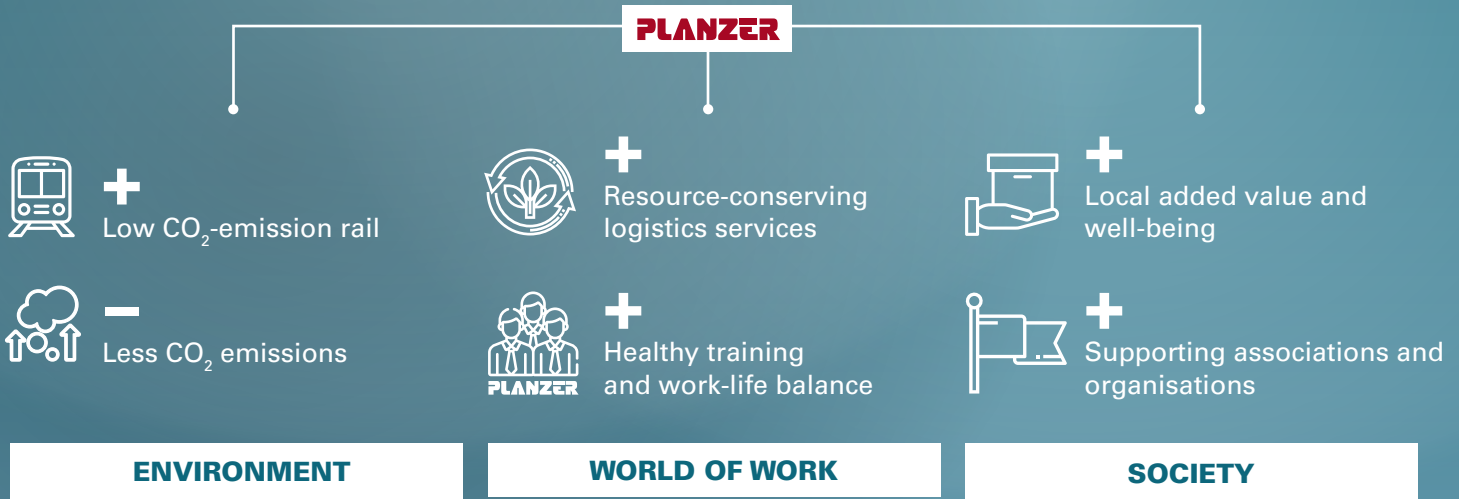 PLANZER
+
Low CO₂-emission rail
−
Less CO₂ emissions
ENVIRONMENT
+
Resource-conserving
logistics services
+
PLANZER
Healthy training
and work-life balance
WORLD OF WORK
+
Local added value and
well-being
+
Supporting associations and
organisations
SOCIETY